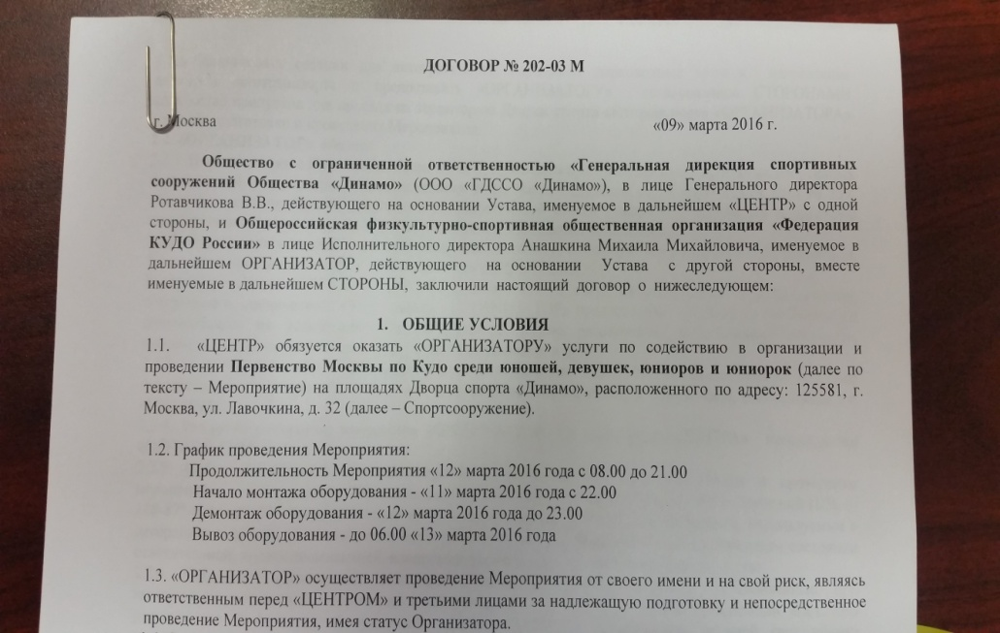 ДОГОВОР № 202-03 М
г. Москва «09» марта 2016 г.
Общество с ограниченной ответственностью «Генеральная дирекция спортивных
сооружений Общества «Динамо» (ООО «ГДССО «Динамо»), в лице Генерального директора
Ротавчикова В.В., действующего на основании Устава, именуемое в дальнейшем «ЦЕНТР» с одной
стороны, и Общероссийская физкультурно-спортивная общественная организация «Федерация
КУДО России» в лице Исполнительного директора Анашкина Михаила Михайловича, именуемое в
дальнейшем ОРГАНИЗАТОР, действующего на основании Устава с другой стороны, вместе
именуемые в дальнейшем СТОРОНЫ, заключили настоящий договор о нижеследующем:
1. ОБЩИЕ УСЛОВИЯ
1.1. «ЦЕНТР» обязуется оказать «ОРГАНИЗАТОРУ» услуги по содействию в организации и
проведении Первенство Москвы по Кудо среди юношей, девушек, юниоров и юниорок (далее по
тексту – Мероприятие) на площадях Дворца спорта «Динамо», расположенного по адресу: 125581, г.
Москва, ул. Лавочкина, д. 32 (далее – Спортсооружение).
1.2. График проведения Мероприятия:
Продолжительность Мероприятия «12» марта 2016 года с 08.00 до 21.00
Начало монтажа оборудования - «11» марта 2016 года с 22.00
Демонтаж оборудования - «12» марта 2016 года до 23.00
Вывоз оборудования - до 06.00 «13» марта 2016 года
1.3. «ОРГАНИЗАТОР» осуществляет проведение Мероприятия от своего имени и на свой риск, являясь
ответственным перед «ЦЕНТРОМ» и третьими лицами за надлежащую подготовку и непосредственное
проведение Мероприятия, имея статус Организатора.